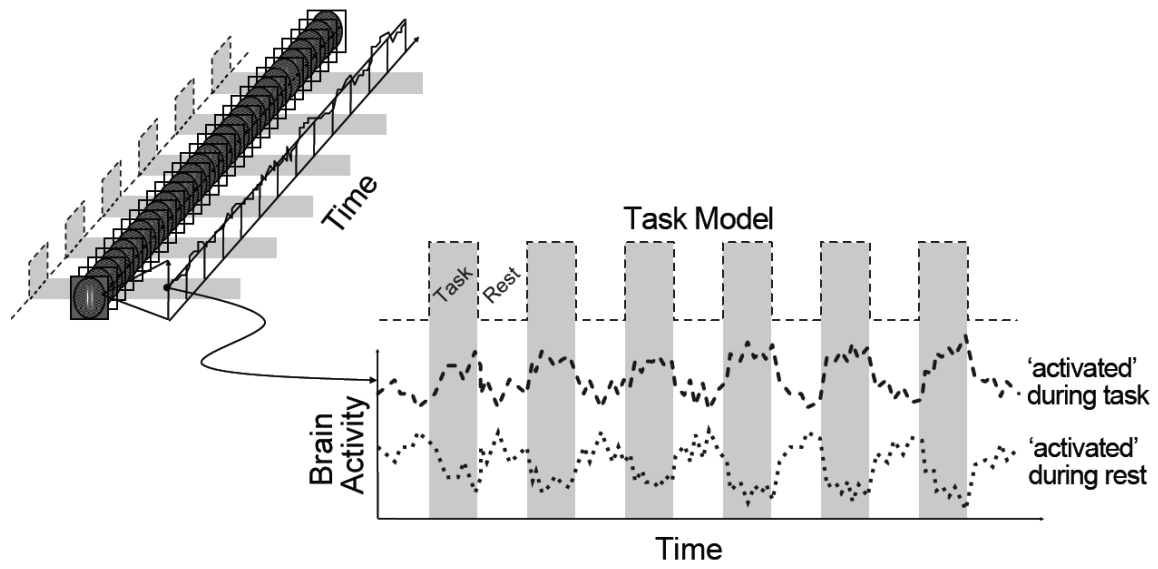 Time
Task Model
Task
Rest
Brain
Activity
'activated'
during task
'activated'
during rest
Time